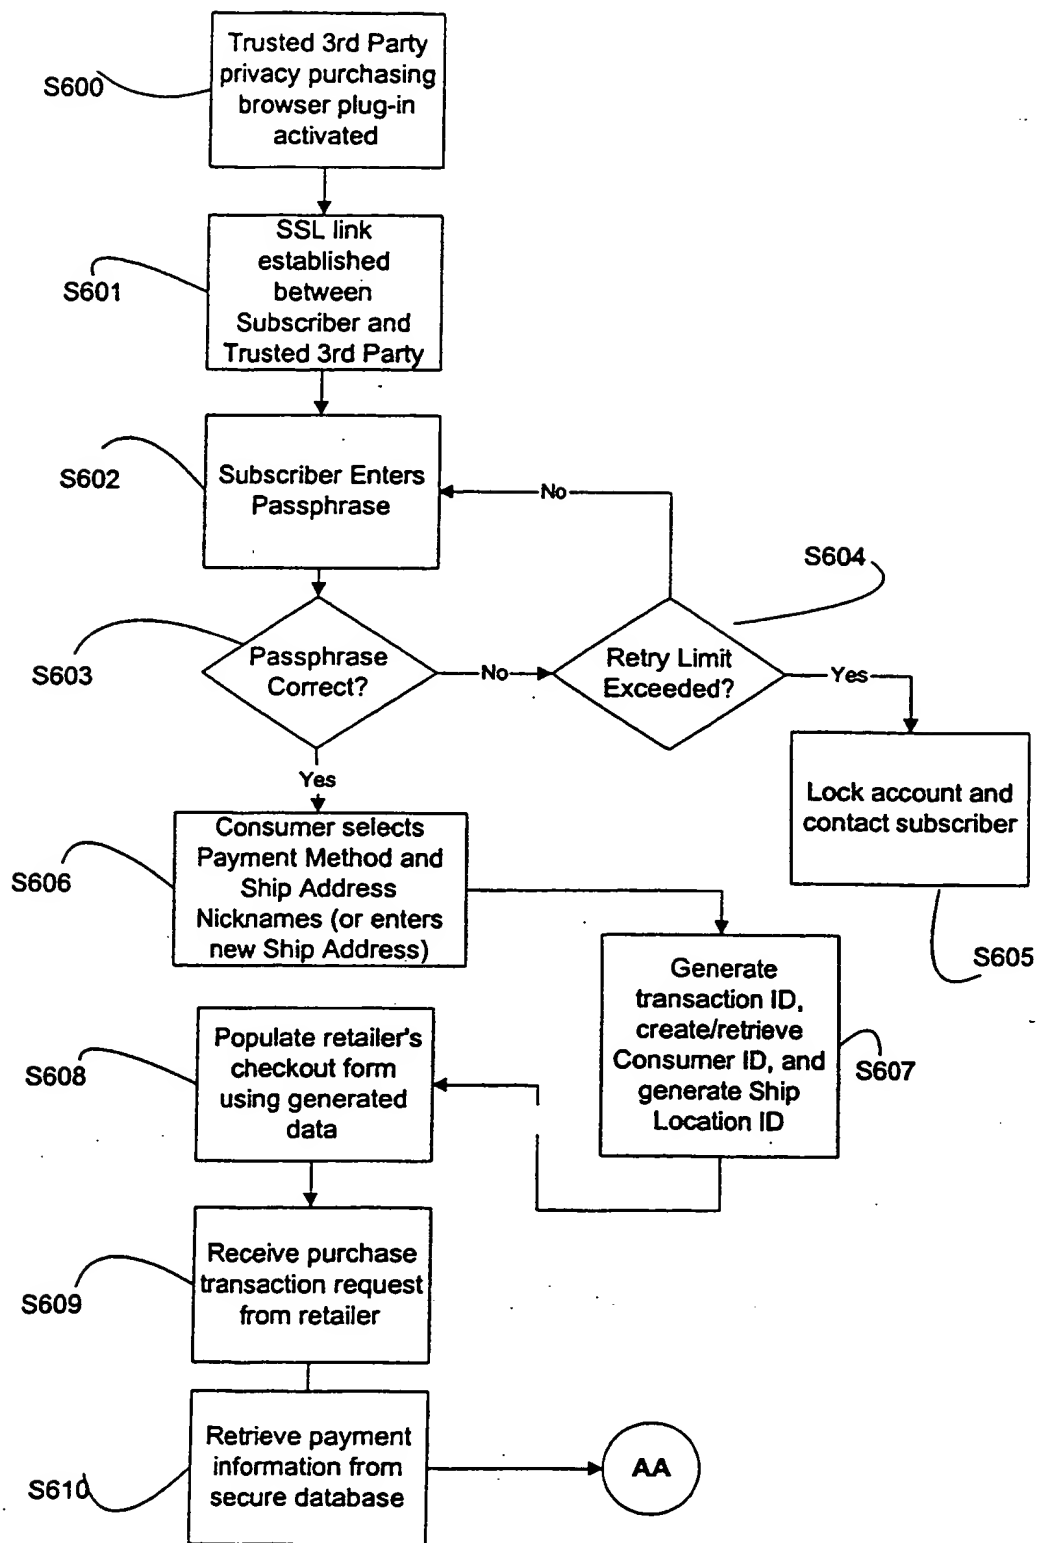 Trusted 3rd Party
privacy purchasing
browser plug-in
activated
S600
SSL link
established
between
Subscriber and
Trusted 3rd Party
S601
Subscriber Enters
Passphrase
S602
No
S604
Passphrase
Correct?
S603
No
Retry Limit
Exceeded?
Yes
Yes
Lock account and
contact subscriber
S605
Consumer selects
Payment Method and
Ship Address
Nicknames (or enters
new Ship Address)
S606
Generate
transaction ID,
create/retrieve
Consumer ID, and
generate Ship
Location ID
S607
Populate retailer's
checkout form
using generated
data
S608
Receive purchase
transaction request
from retailer
S609
Retrieve payment
information from
secure database
S610
AA